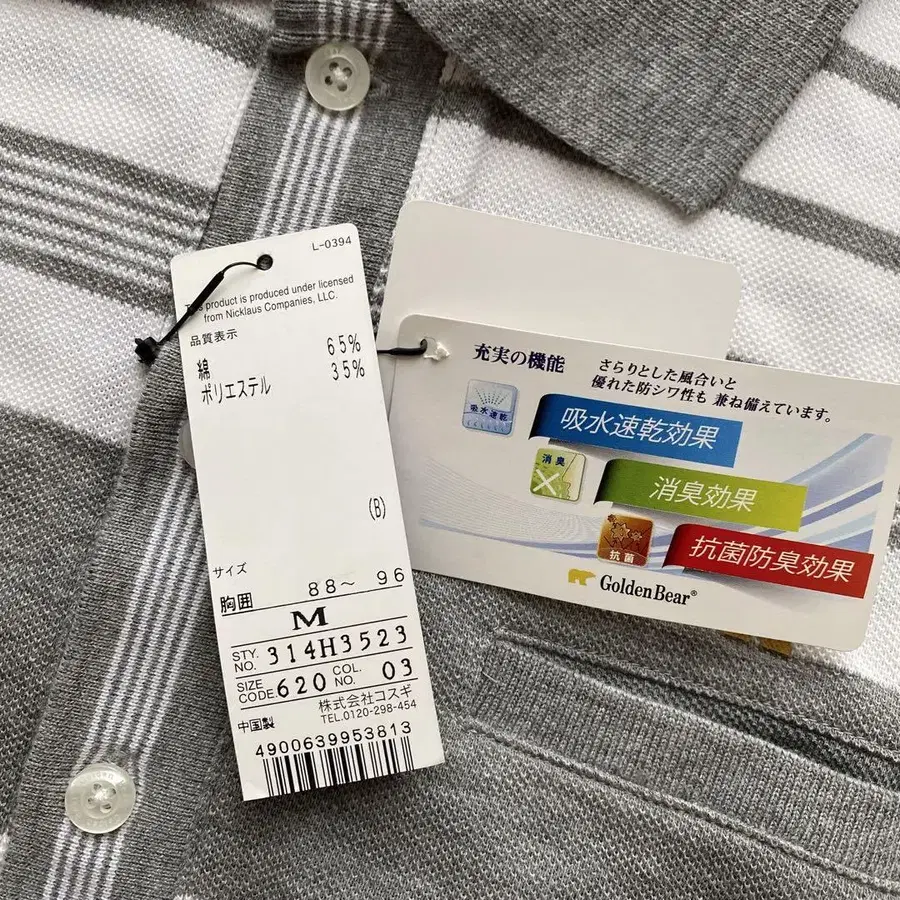 L-0394
This product is produced under licensed
from Nicklaus Companies, LLC.
品質表示
綿 65%
ポリエステル 35%
(B)
サイズ
胸囲 88~ 96
M
STY. NO. 314H3523
SIZE CODE 620 COL. NO. 03
株式会社コスギ
TEL.0120-298-454
中国製
4900639953813
充実の機能
さらりとした風合いと
優れた防シワ性も 兼ね備えています。
吸水速乾
吸水速乾効果
消臭
消臭効果
抗菌
抗菌防臭効果
Golden Bear®